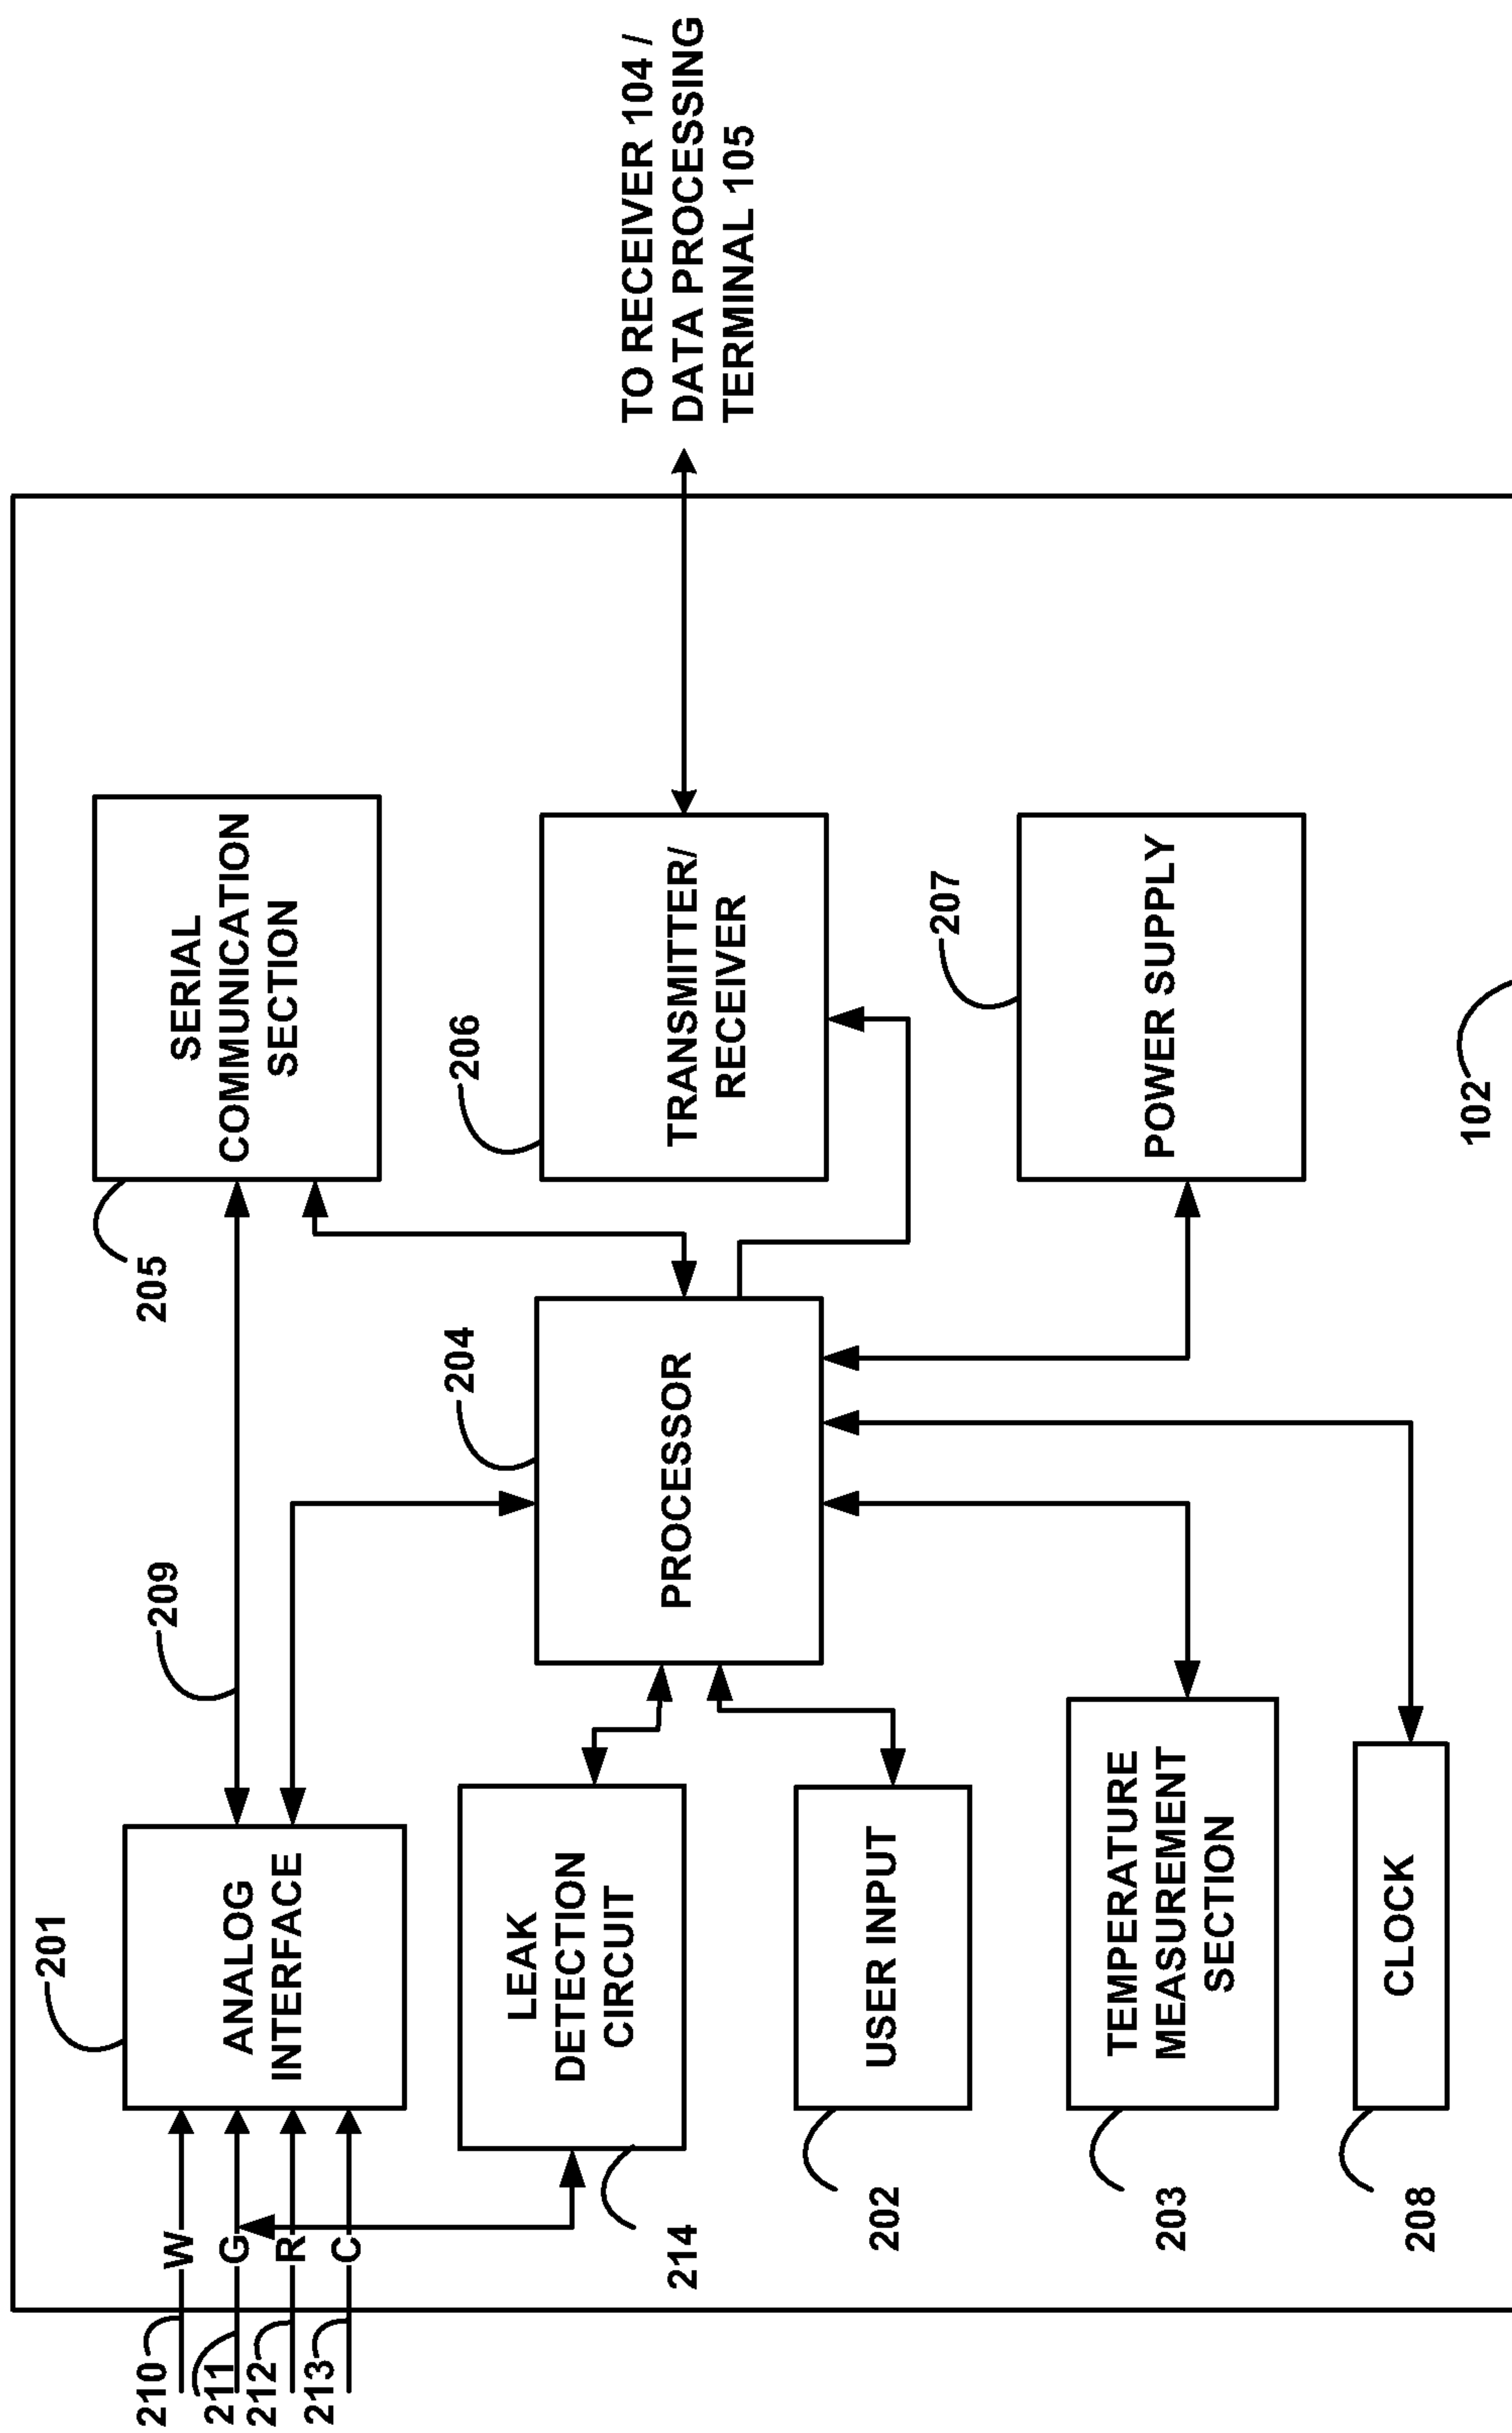 210
W
211
G
212
R
213
C
201
ANALOG
INTERFACE
209
205
SERIAL
COMMUNICATION
SECTION
214
LEAK
DETECTION
CIRCUIT
204
PROCESSOR
206
TRANSMITTER/
RECEIVER
TO RECEIVER 104 /
DATA PROCESSING
TERMINAL 105
202
USER INPUT
203
TEMPERATURE
MEASUREMENT
SECTION
207
POWER SUPPLY
208
CLOCK
102